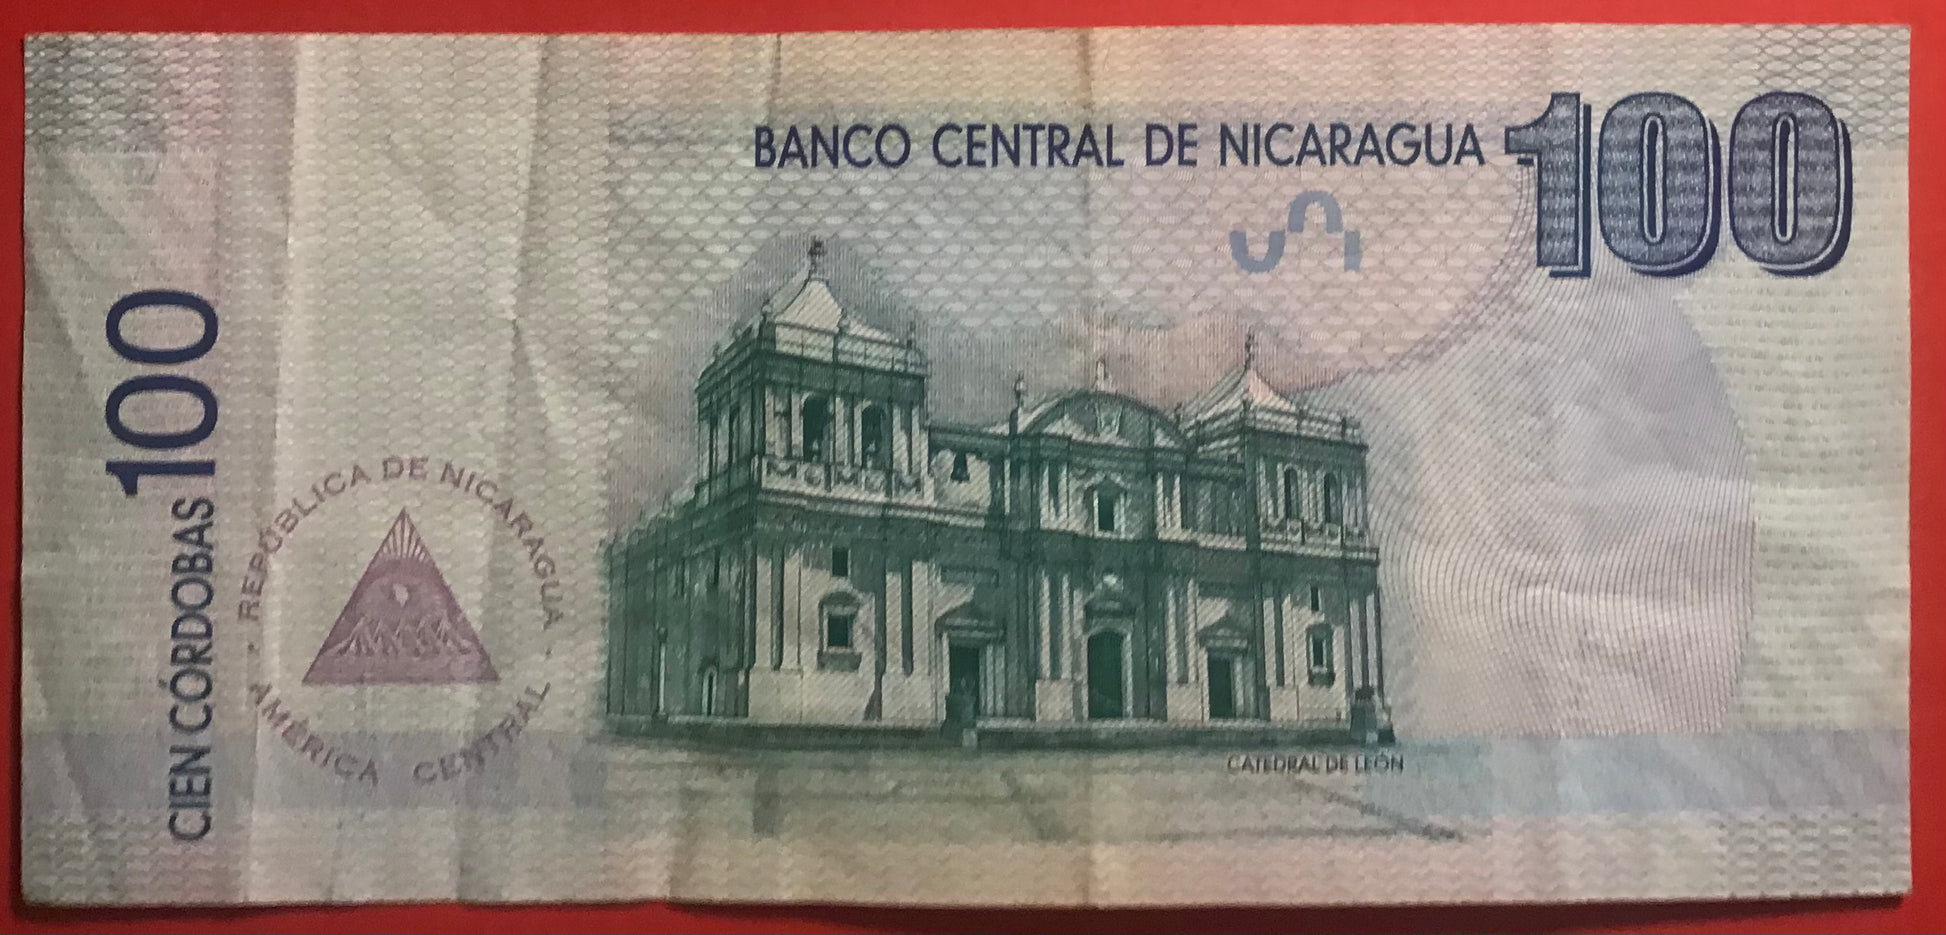 BANCO CENTRAL DE NICARAGUA
100
CIEN CÓRDOBAS 100
REPÚBLICA DE NICARAGUA
AMÉRICA CENTRAL
CATEDRAL DE LEÓN